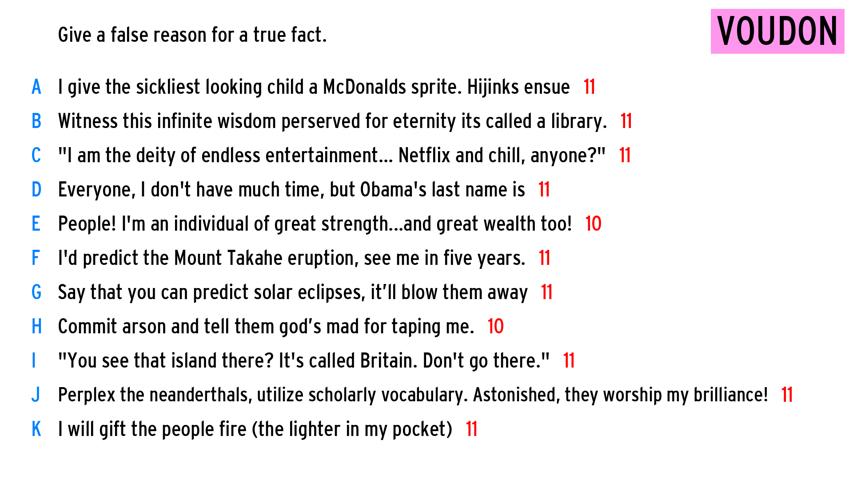 Give a false reason for a true fact.
VOUDON
A I give the sickliest looking child a McDonalds sprite. Hijinks ensue 11
B Witness this infinite wisdom perserved for eternity its called a library. 11
C "I am the deity of endless entertainment... Netflix and chill, anyone?" 11
D Everyone, I don't have much time, but Obama's last name is 11
E People! I'm an individual of great strength...and great wealth too! 10
F I'd predict the Mount Takahe eruption, see me in five years. 11
G Say that you can predict solar eclipses, it’ll blow them away 11
H Commit arson and tell them god’s mad for taping me. 10
I "You see that island there? It's called Britain. Don't go there." 11
J Perplex the neanderthals, utilize scholarly vocabulary. Astonished, they worship my brilliance! 11
K I will gift the people fire (the lighter in my pocket) 11